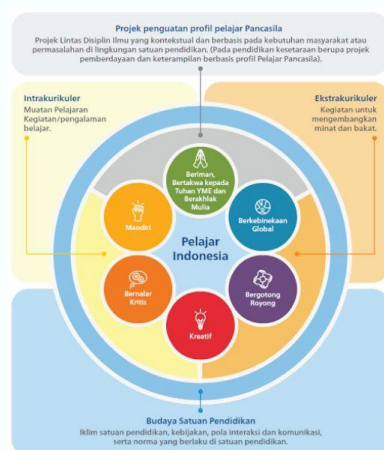 Projek penguatan profil pelajar Pancasila
Projek Lintas Disiplin Ilmu yang kontekstual dan berbasis pada kebutuhan masyarakat atau
permasalahan di lingkungan satuan pendidikan. (Pada pendidikan kesetaraan berupa projek
pemberdayaan dan keterampilan berbasis profil Pelajar Pancasila).
Intrakurikuler
Muatan Pelajaran
Kegiatan/pengalaman
belajar.
Ekstrakurikuler
Kegiatan untuk
mengembangkan
minat dan bakat.
Beriman,
Bertakwa kepada
Tuhan YME dan
Berakhlak
Mulia
Mandiri
Berkebinekaan
Global
Pelajar
Indonesia
Bernalar
Kritis
Bergotong
Royong
Kreatif
Budaya Satuan Pendidikan
Iklim satuan pendidikan, kebijakan, pola interaksi dan komunikasi,
serta norma yang berlaku di satuan pendidikan.